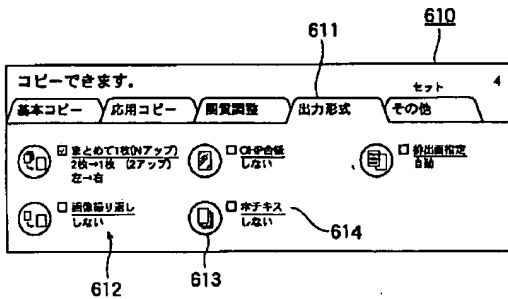 610
611
コピーできます。
セット 4
基本コピー 応用コピー 画質調整 出力形式 その他
☑ まとめて1枚(Nアップ) □ OHP合紙 □ 排出面指定
2枚→1枚 (2アップ) しない 自動
左→右
□ 画像繰り返し □ ホチキス
しない しない
614
612 613